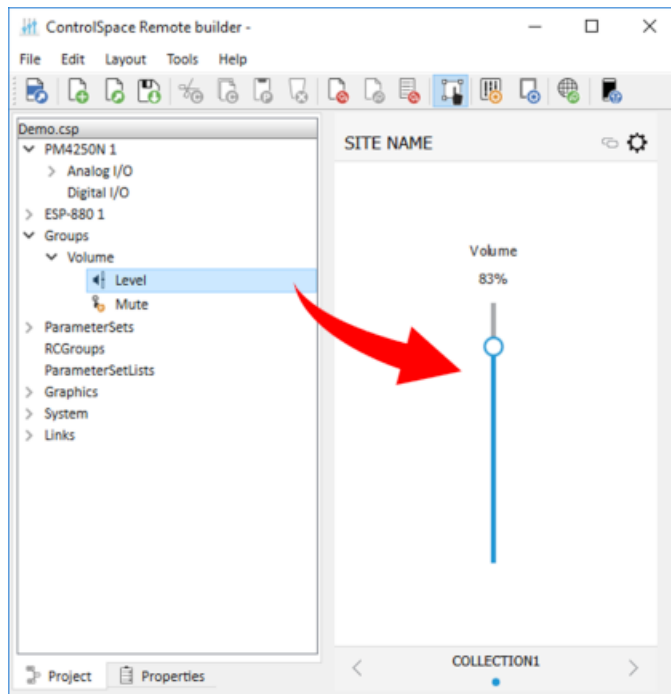 ControlSpace Remote builder -
File Edit Layout Tools Help
Demo.csp
PM4250N 1
Analog I/O
Digital I/O
ESP-880 1
Groups
Volume
Level
Mute
ParameterSets
RCGroups
ParameterSetLists
Graphics
System
Links
Project Properties
SITE NAME
Volume
83%
COLLECTION1